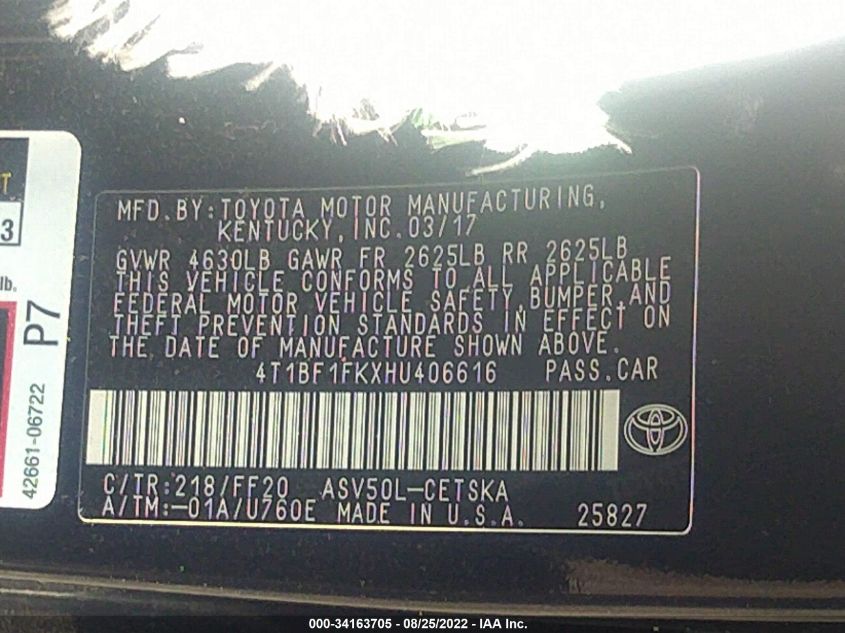 T
3
lb.
P7
42661-06722
MFD.BY:TOYOTA MOTOR MANUFACTURING,
KENTUCKY,INC.03/17
GVWR 4630LB GAWR FR 2625LB RR 2625LB
THIS VEHICLE CONFORMS TO ALL APPLICABLE
FEDERAL MOTOR VEHICLE SAFETY,BUMPER,AND
THEFT PREVENTION STANDARDS IN EFFECT ON
THE DATE OF MANUFACTURE SHOWN ABOVE.
4T1BF1FKXHU406616 PASS.CAR
C/TR:218/FF20 ASV50L-CETSKA
A/TM:-01A/U760E MADE IN U.S.A. 25827
000-34163705 - 08/25/2022 - IAA Inc.